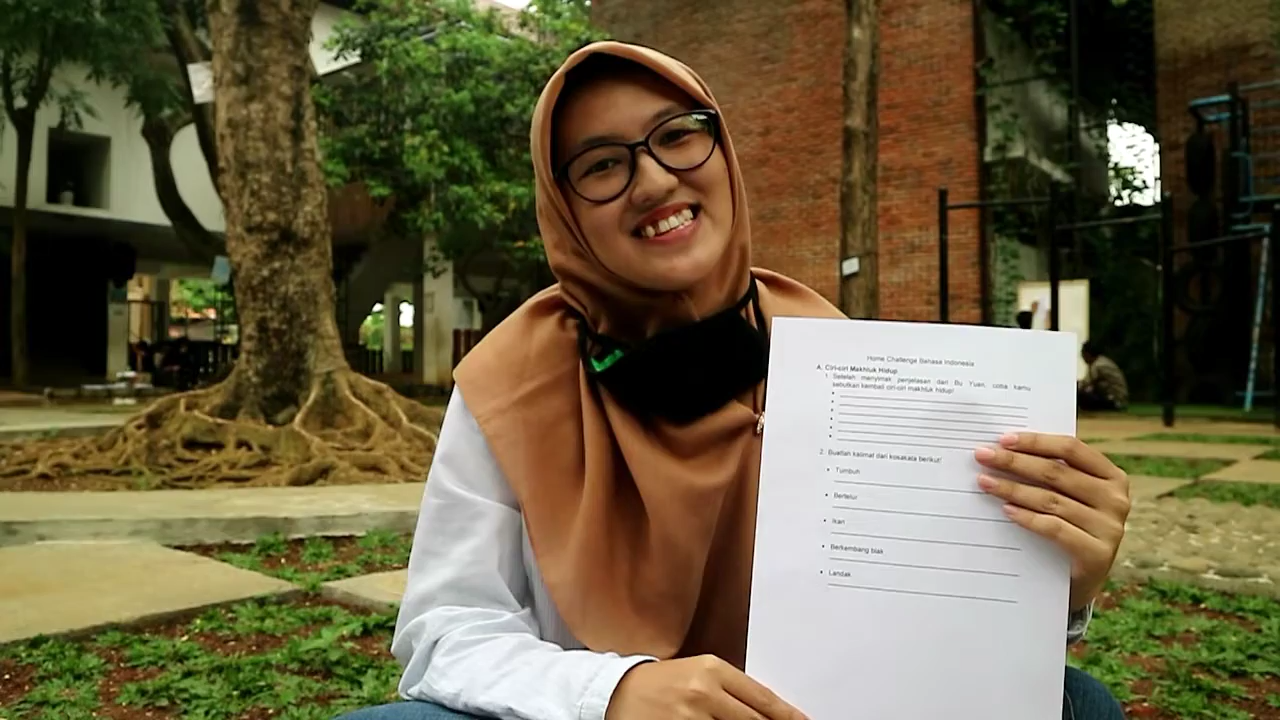 Home Challenge Bahasa Indonesia
A. Ciri-ciri Makhluk Hidup
1. Setelah menyimak penjelasan dari Bu Yuan, coba kamu
sebutkan kembali ciri-ciri makhluk hidup!
2. Buatlah kalimat dari kosakata berikut!
• Tumbuh
• Bertelur
• Ikan
• Berkembang biak
• Landak